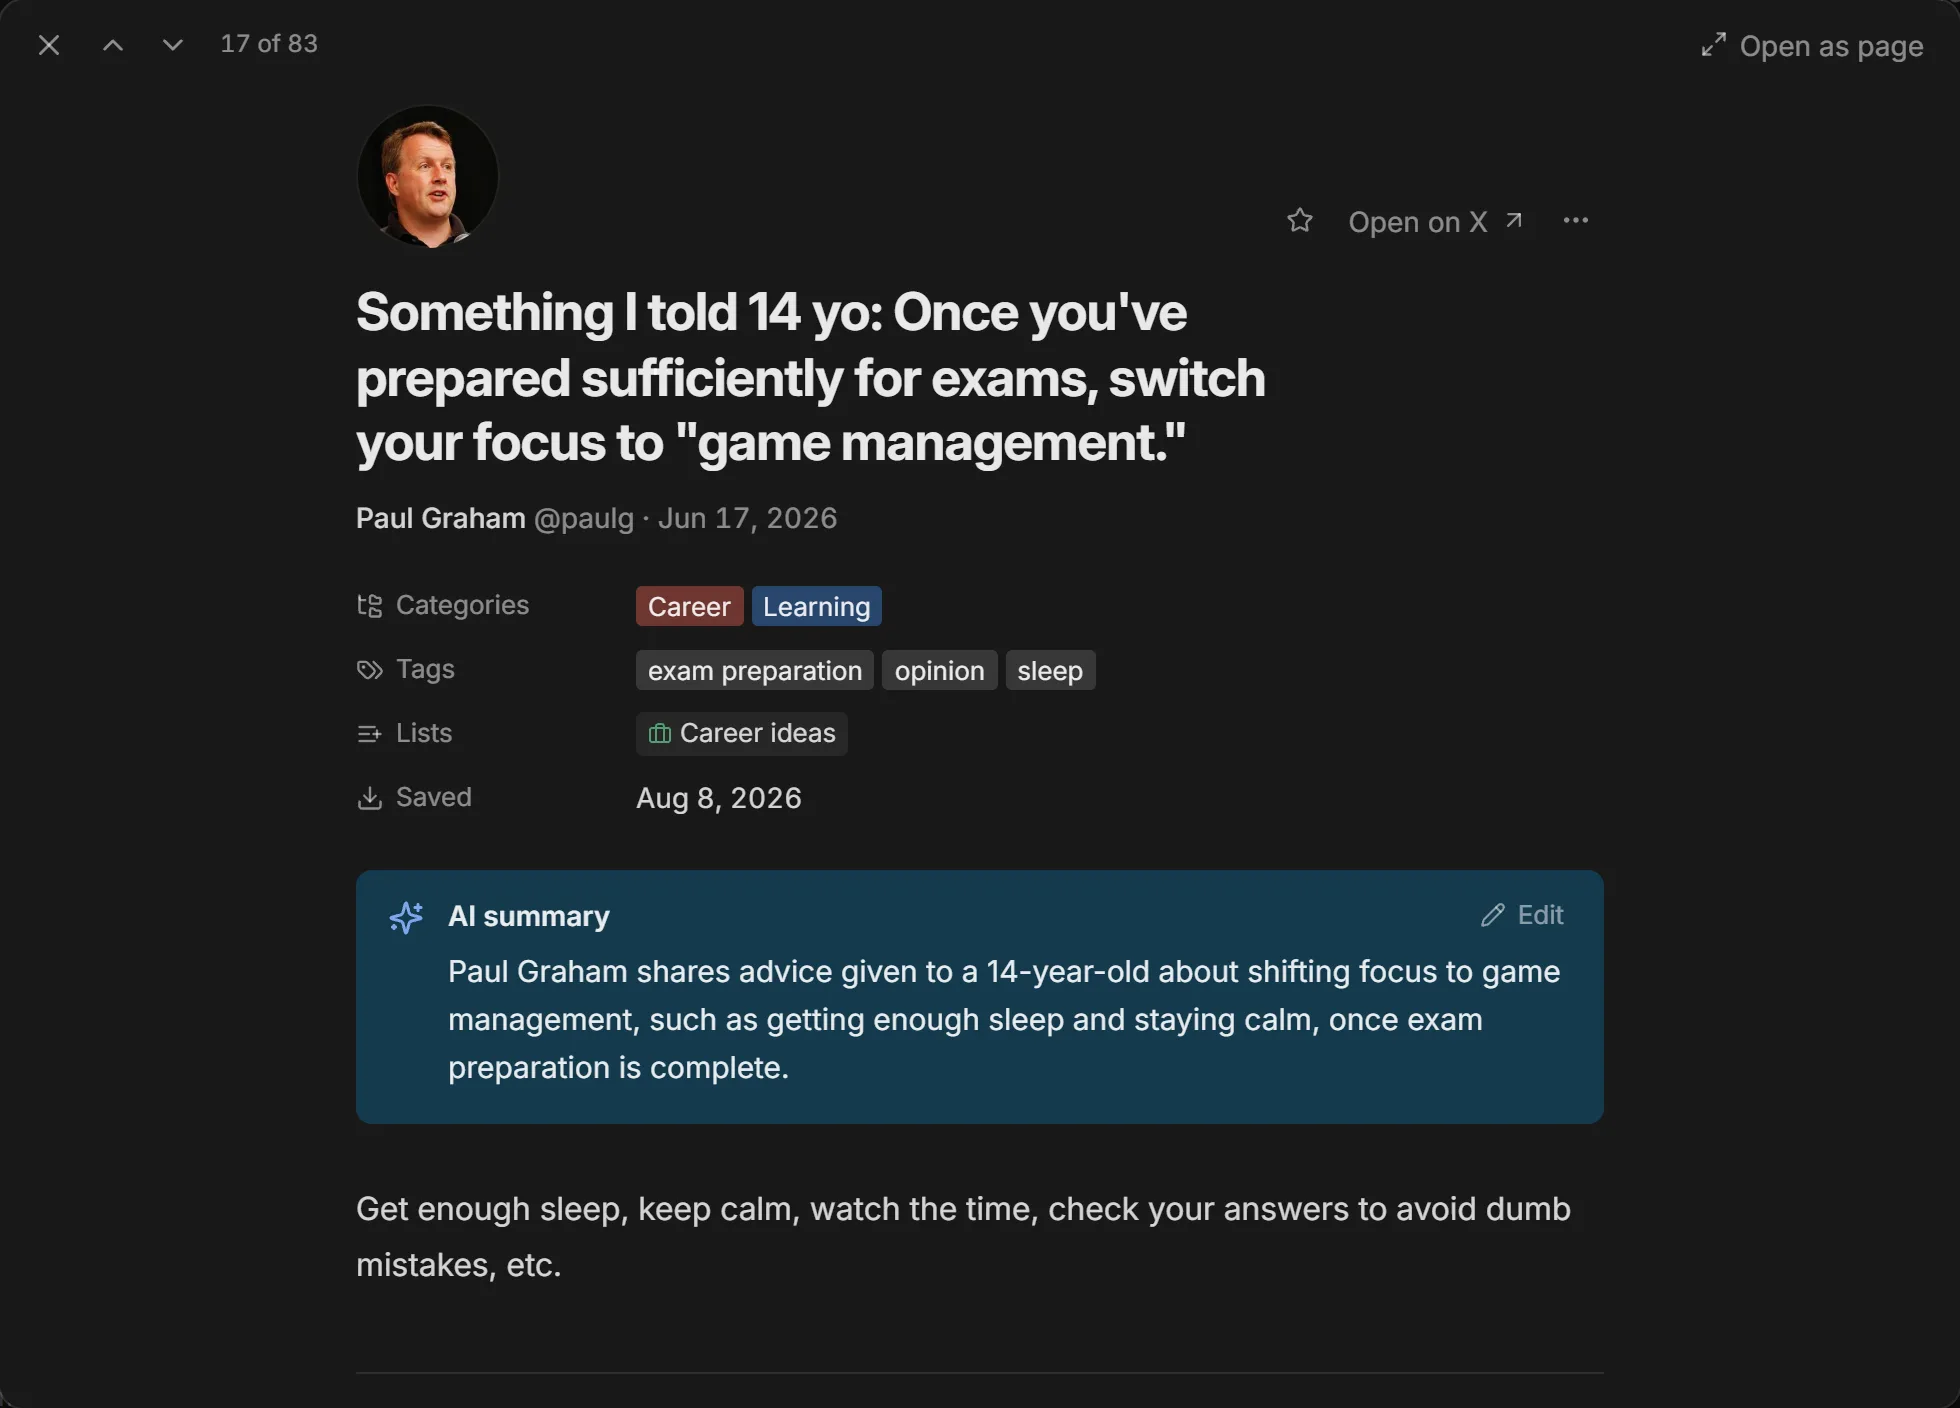 17 of 83
Open as page
Open on X
Something I told 14 yo: Once you've
prepared sufficiently for exams, switch
your focus to "game management."
Paul Graham @paulg · Jun 17, 2026
Categories
Career Learning
Tags
exam preparation opinion sleep
Lists
Career ideas
Saved
Aug 8, 2026
AI summary
Edit
Paul Graham shares advice given to a 14-year-old about shifting focus to game
management, such as getting enough sleep and staying calm, once exam
preparation is complete.
Get enough sleep, keep calm, watch the time, check your answers to avoid dumb
mistakes, etc.